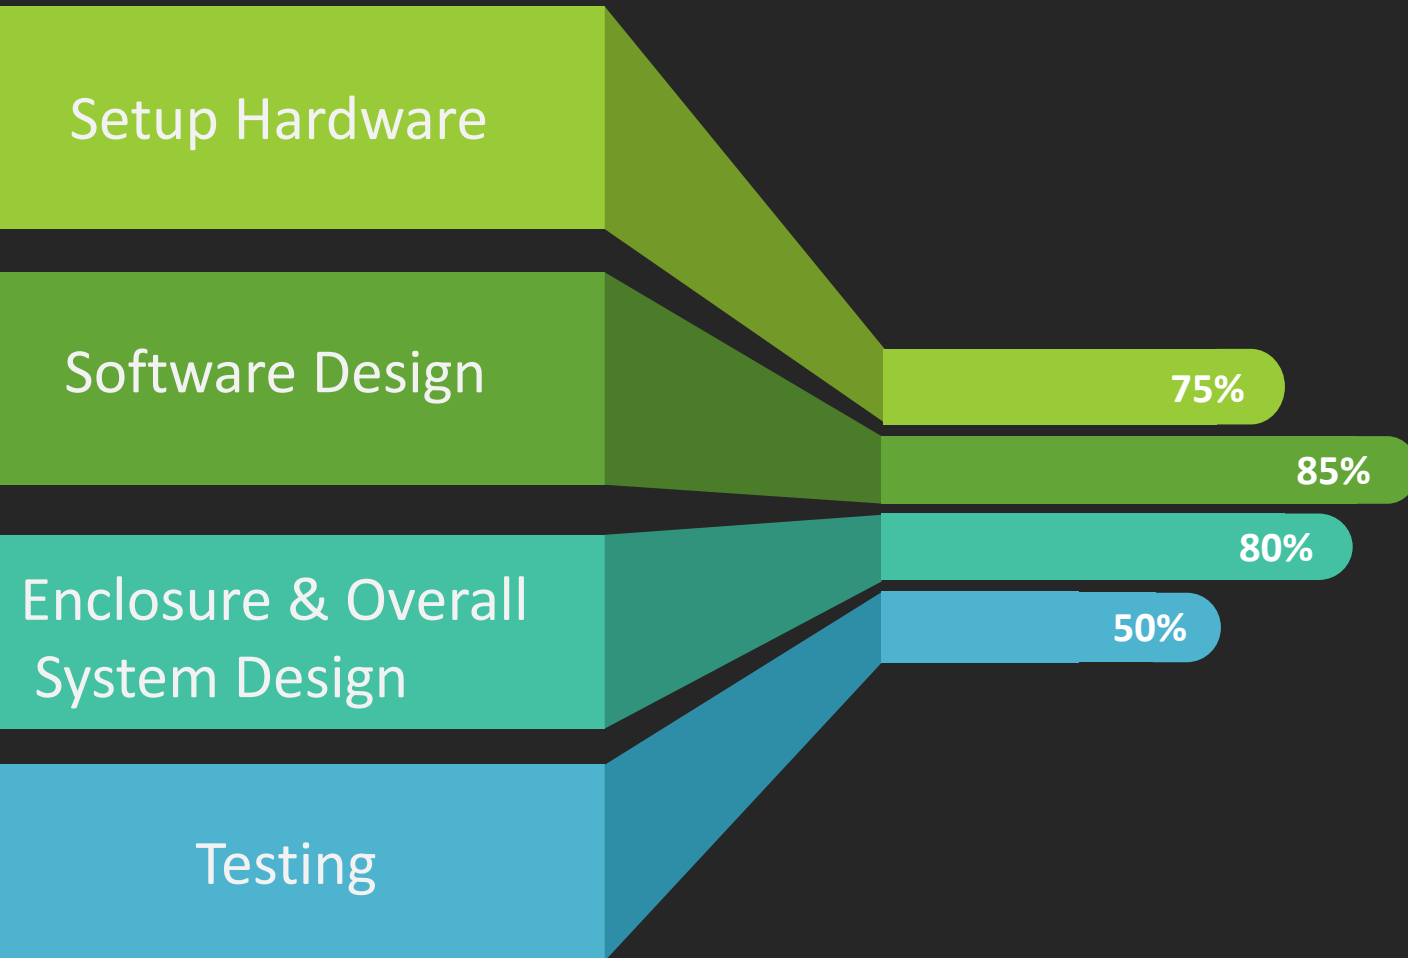 Setup Hardware
75%
Software Design
85%
Enclosure & Overall
System Design
80%
Testing
50%